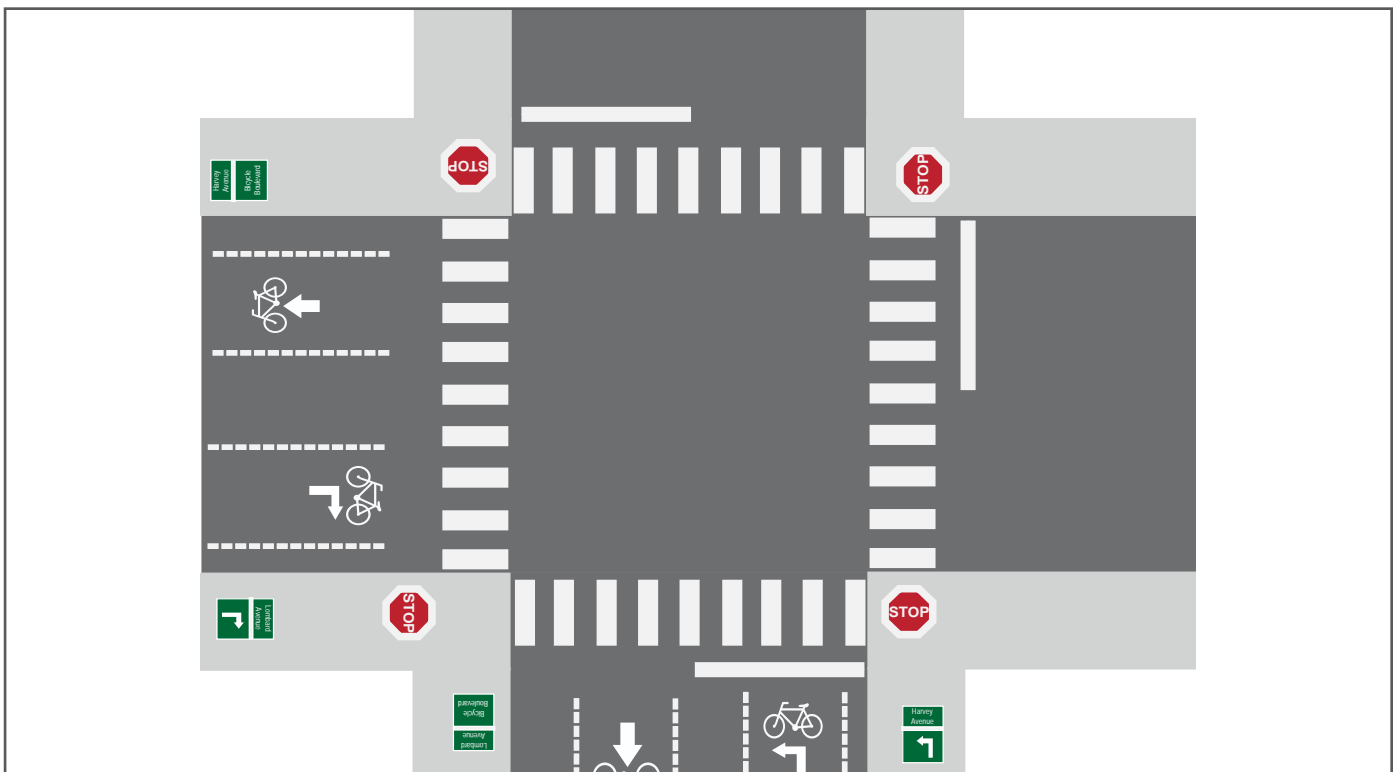 STOP
STOP
Harvey
Avenue
Bicycle
Boulevard
Lombard
Avenue
STOP
STOP
Lombard
Avenue
Bicycle
Boulevard
Harvey
Avenue